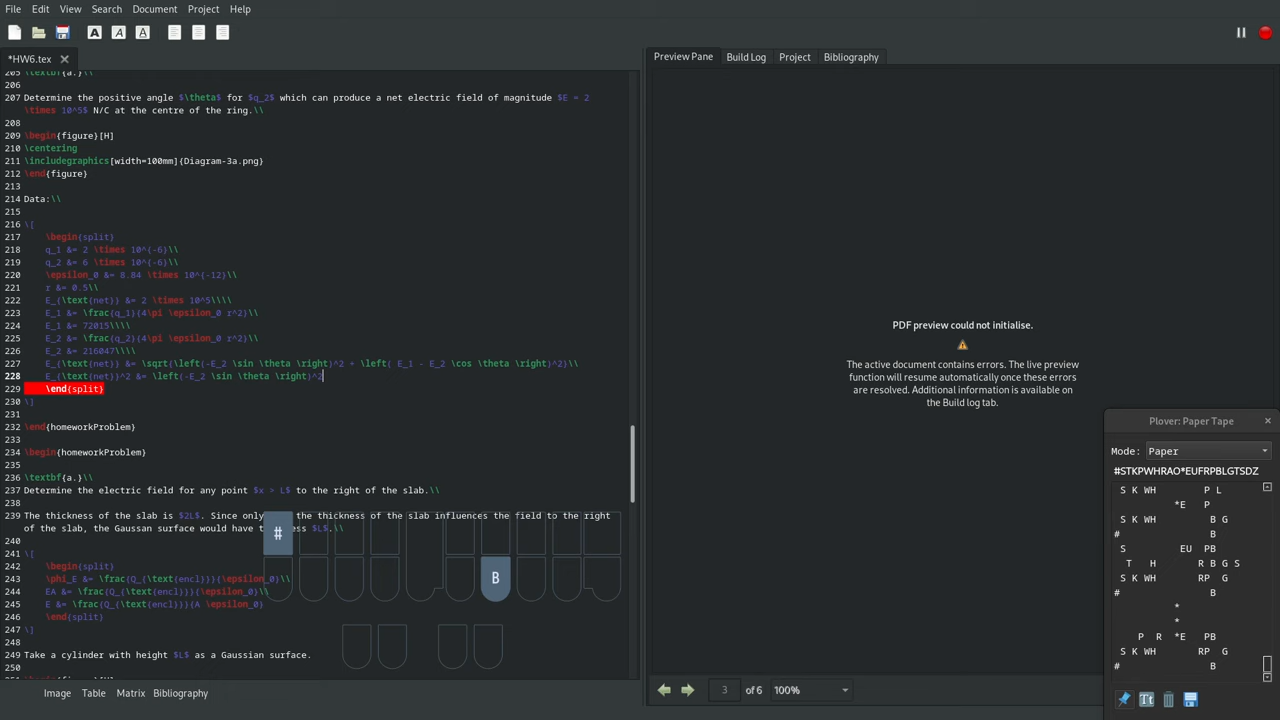 File Edit View Search Document Project Help
*HW6.tex
Preview Pane Build Log Project Bibliography
205 \textbf{a.}\\
206
207 Determine the positive angle $\theta$ for $q_2$ which can produce a net electric field of magnitude $E = 2
\times 10^5$ N/C at the centre of the ring.\\
208
209 \begin{figure}[H]
210 \centering
211 \includegraphics[width=100mm]{Diagram-3a.png}
212 \end{figure}
213
214 Data:\\
215
216 \[
217 \begin{split}
218 q_1 &= 2 \times 10^{-6}\\
219 q_2 &= 6 \times 10^{-6}\\
220 \epsilon_0 &= 8.84 \times 10^{-12}\\
221 r &= 0.5\\
222 E_{\text{net}} &= 2 \times 10^5\\\\
223 E_1 &= \frac{q_1}{4\pi \epsilon_0 r^2}\\
224 E_1 &= 72015\\\\
225 E_2 &= \frac{q_2}{4\pi \epsilon_0 r^2}\\
226 E_2 &= 216047\\\\
227 E_{\text{net}} &= \sqrt{\left(-E_2 \sin \theta \right)^2 + \left( E_1 - E_2 \cos \theta \right)^2}\\
228 E_{\text{net}}^2 &= \left(-E_2 \sin \theta \right)^2
229 \end{split}
230 \]
231
232 \end{homeworkProblem}
233
234 \begin{homeworkProblem}
235
236 \textbf{a.}\\
237 Determine the electric field for any point $x > L$ to the right of the slab.\\
238
239 The thickness of the slab is $2L$. Since only the thickness of the slab influences the field to the right
of the slab, the Gaussian surface would have $L$.\\
240
241 \[
242 \begin{split}
243 \phi_E &= \frac{Q_{\text{encl}}}{\epsilon_0}\\
244 EA &= \frac{Q_{\text{encl}}}{\epsilon_0}\\
245 E &= \frac{Q_{\text{encl}}}{A \epsilon_0}
246 \end{split}
247 \]
248
249 Take a cylinder with height $L$ as a Gaussian surface.
250
#
B
Image Table Matrix Bibliography
PDF preview could not initialise.
The active document contains errors. The live preview
function will resume automatically once these errors
are resolved. Additional information is available on
the Build log tab.
3 of 6 100%
Plover: Paper Tape
Mode: Paper
#STKPWHRAO*EUFRPBLGTSDZ
S K WH P L
*E P
S K WH B G
# B
S EU PB
T H R B G S
S K WH RP G
# B
*
*
P R *E PB
S K WH RP G
# B
Tt